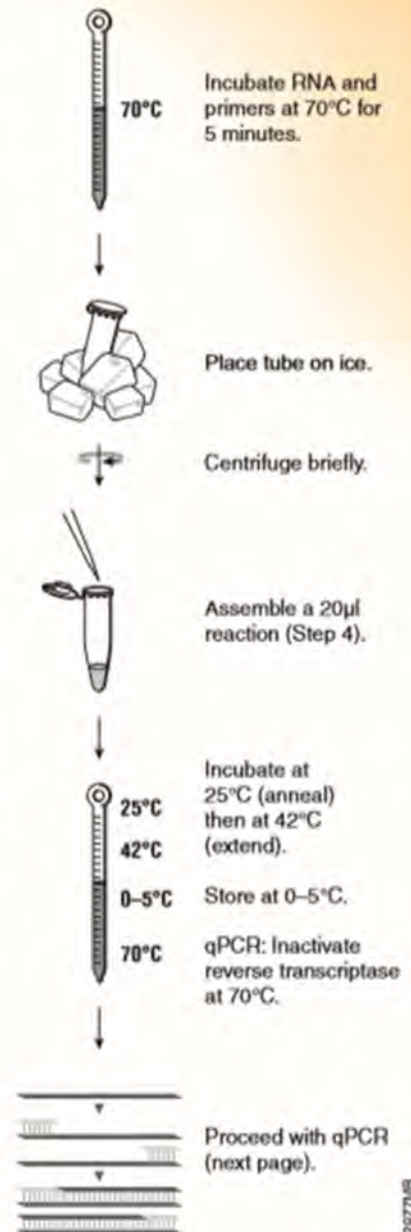 70°C
Incubate RNA and
primers at 70°C for
5 minutes.
Place tube on ice.
Centrifuge briefly.
Assemble a 20µl
reaction (Step 4).
25°C
42°C
0–5°C
70°C
Incubate at
25°C (anneal)
then at 42°C
(extend).
Store at 0–5°C.
qPCR: Inactivate
reverse transcriptase
at 70°C.
Proceed with qPCR
(next page).